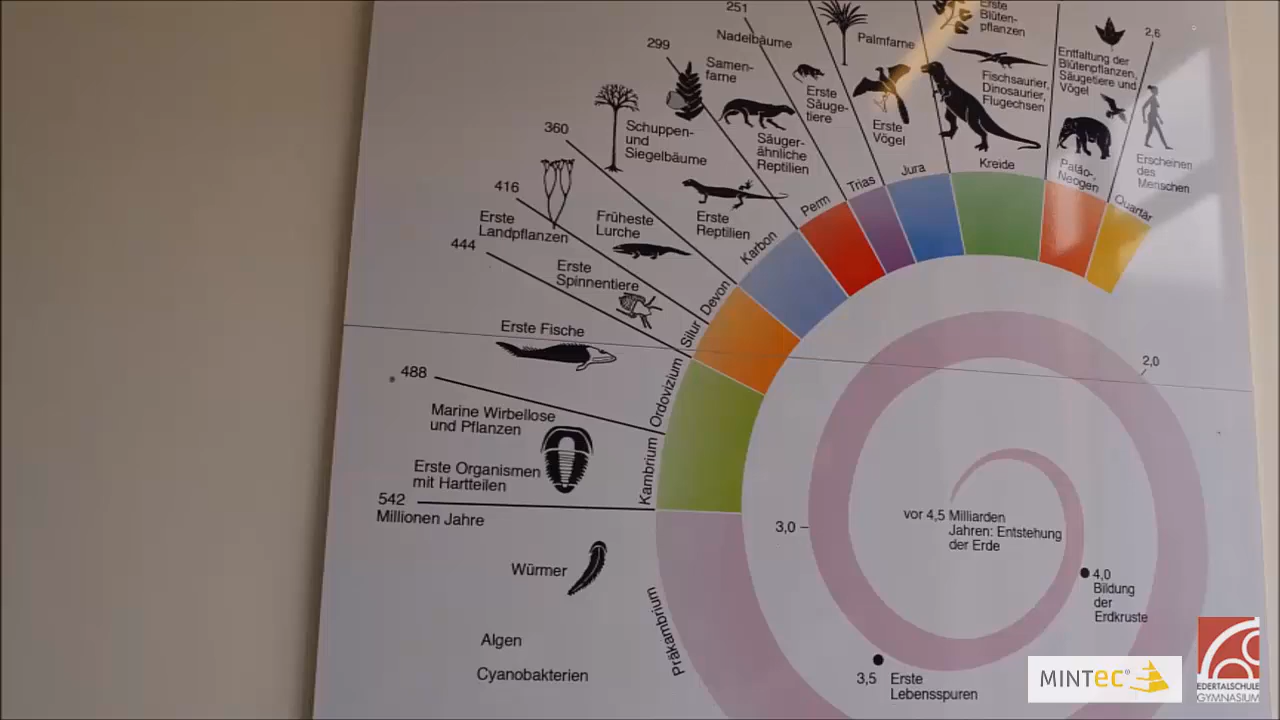 251
Nadelbäume
299
Samen-
farne
Erste
Säuge-
tiere
Palmfarne
Erste
Vögel
Erste
Blüten-
pflanzen
Fischsaurier,
Dinosaurier,
Flugechsen
Entfaltung der
Blütenpflanzen,
Säugetiere und
Vögel
2,6
Erscheinen
des
Menschen
360
Schuppen-
und
Siegelbäume
Säuger-
ähnliche
Reptilien
416
Erste
Landpflanzen
Früheste
Lurche
Erste
Reptilien
444
Erste
Spinnentiere
Erste Fische
488
Marine Wirbellose
und Pflanzen
Erste Organismen
mit Hartteilen
542
Millionen Jahre
Würmer
Algen
Cyanobakterien
Präkambrium
Kambrium
Ordovizium
Silur
Devon
Karbon
Perm
Trias
Jura
Kreide
Paläo-,
Neogen
Quartär
2,0
3,0
vor 4,5 Milliarden
Jahren: Entstehung
der Erde
4,0
Bildung
der
Erdkruste
3,5 Erste
Lebensspuren
MINTEC®
EDERTALSCHULE
GYMNASIUM